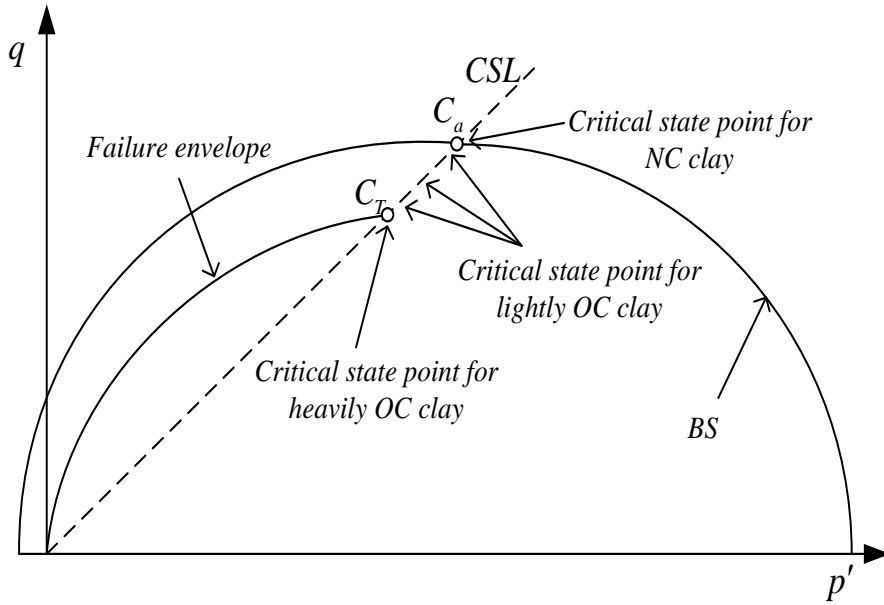 q
CSL
C_a
Critical state point for
NC clay
Failure envelope
C_T
Critical state point for
lightly OC clay
Critical state point for
heavily OC clay
BS
p'